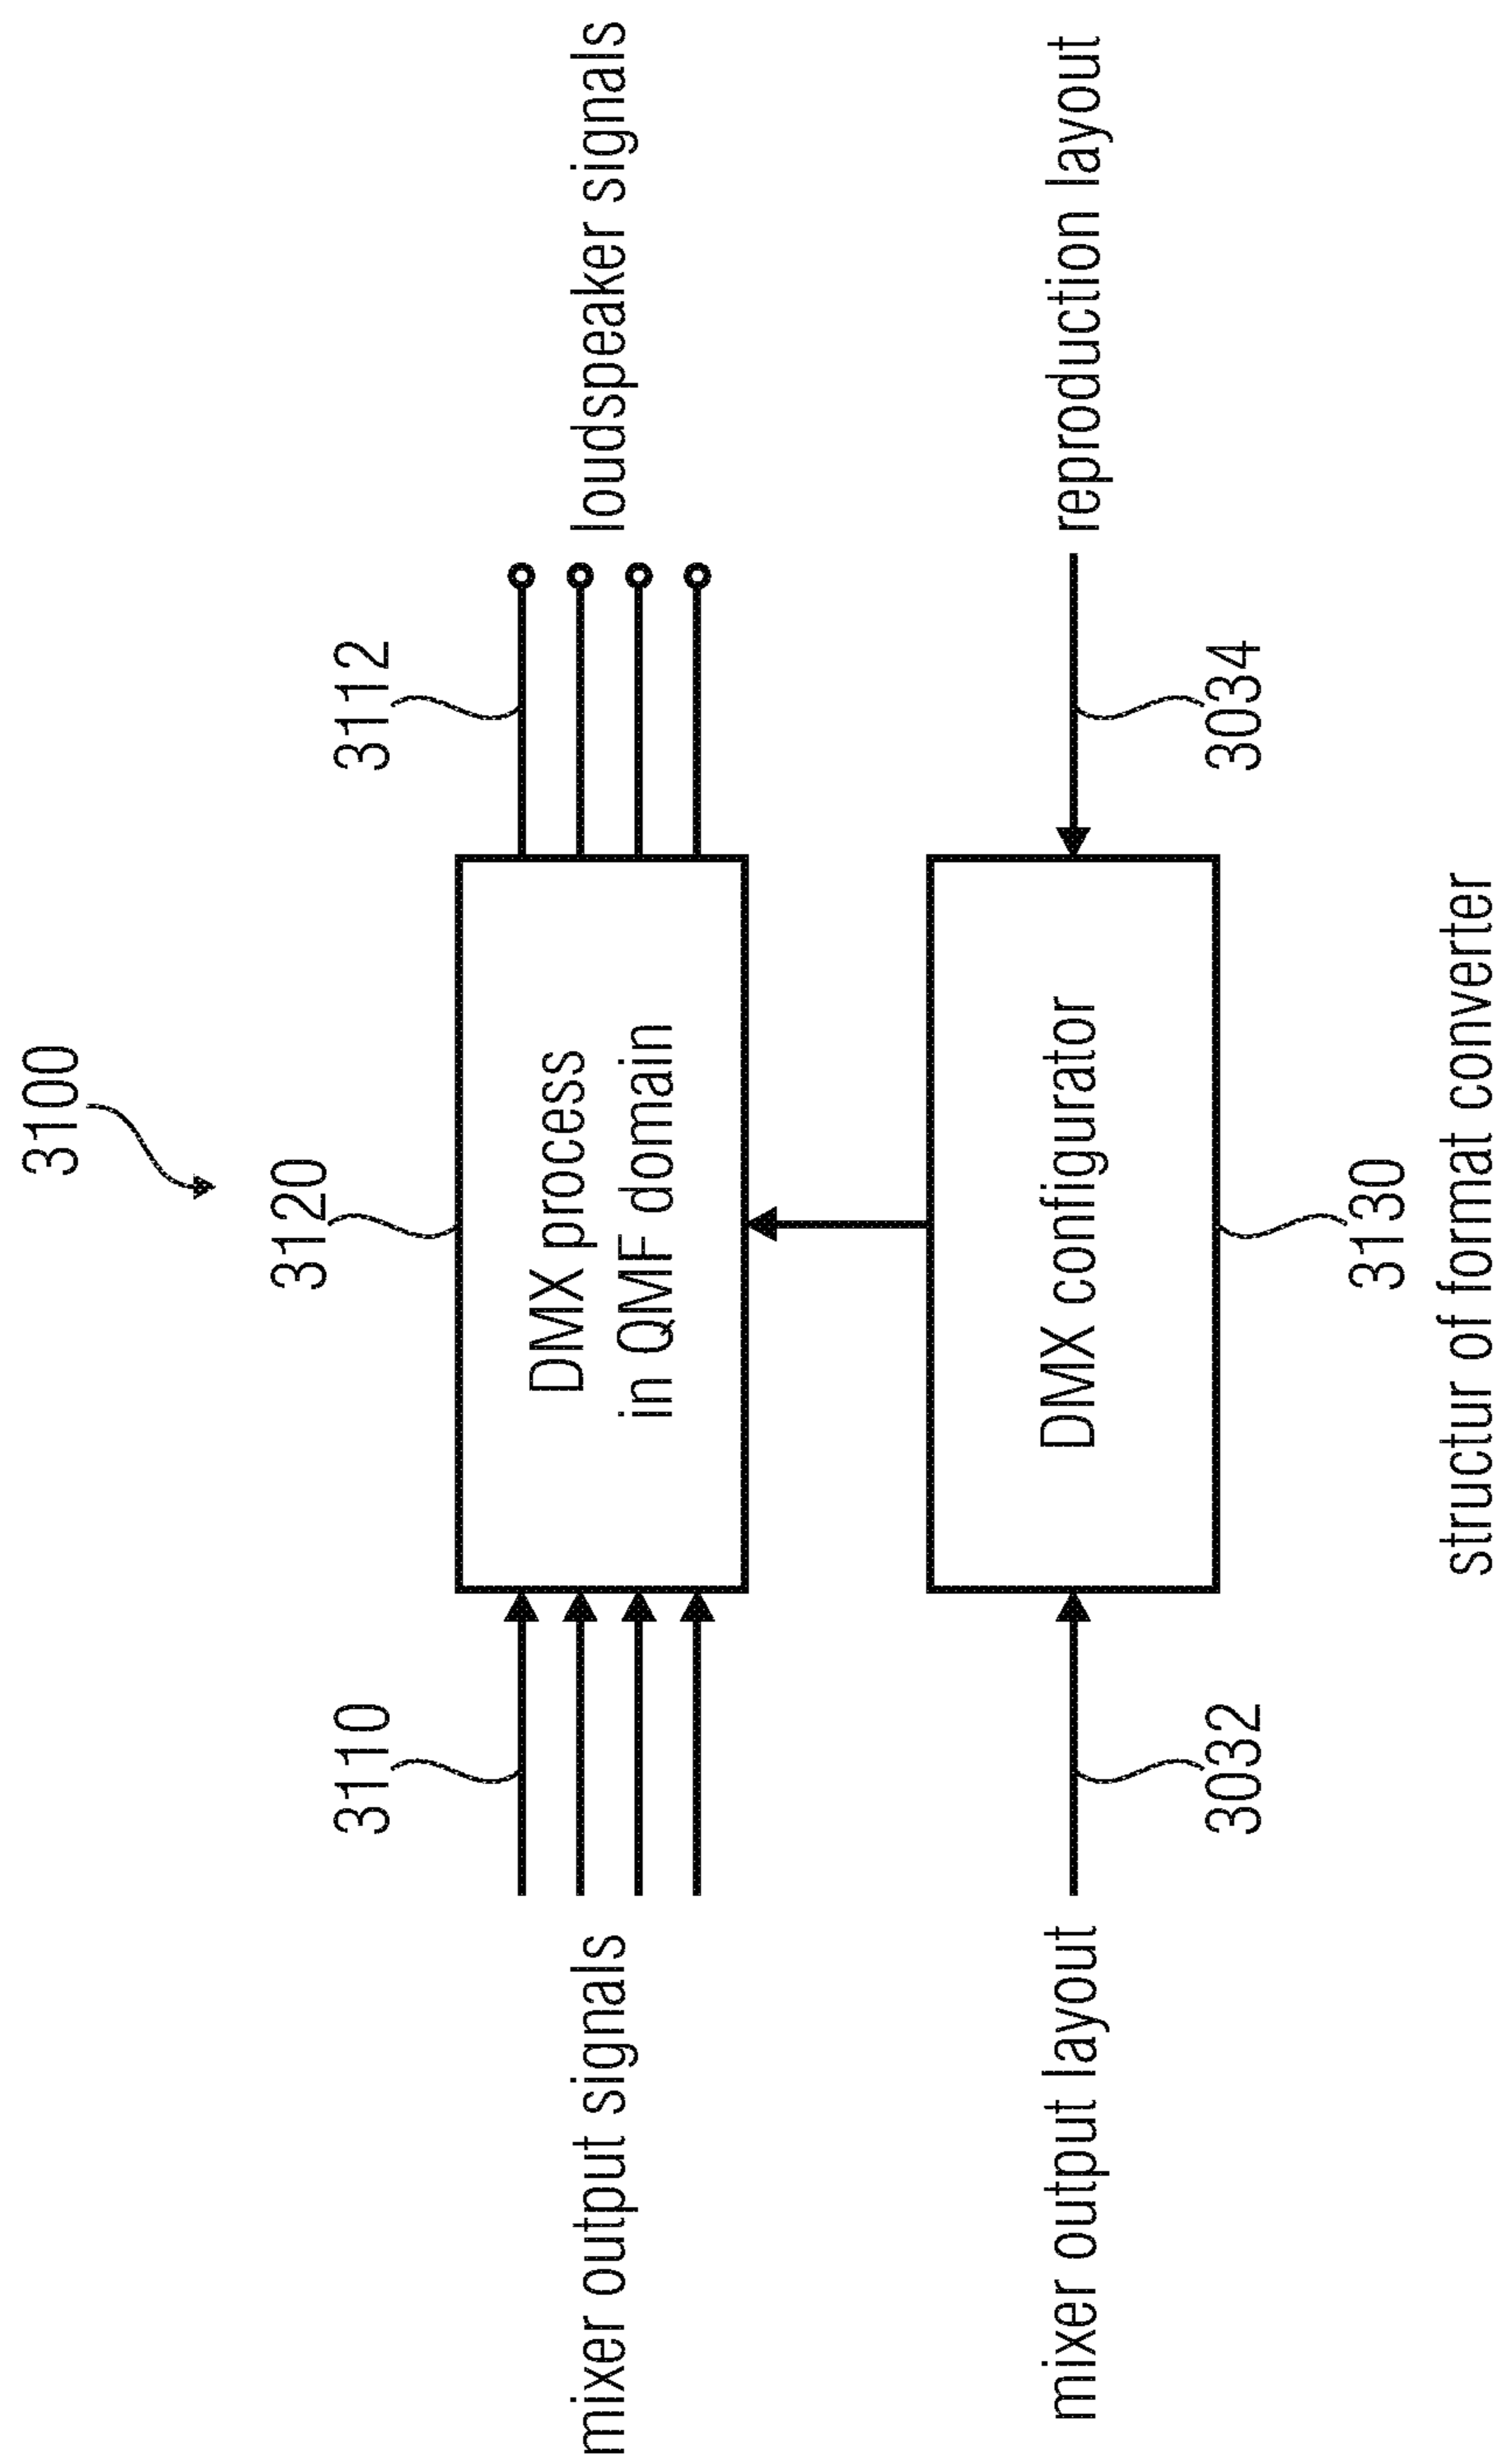 3100
3120
3110
3112
mixer output signals
DMX process
in QMF domain
loudspeaker signals
mixer output layout
DMX configurator
reproduction layout
3032
3034
3130
structur of format converter